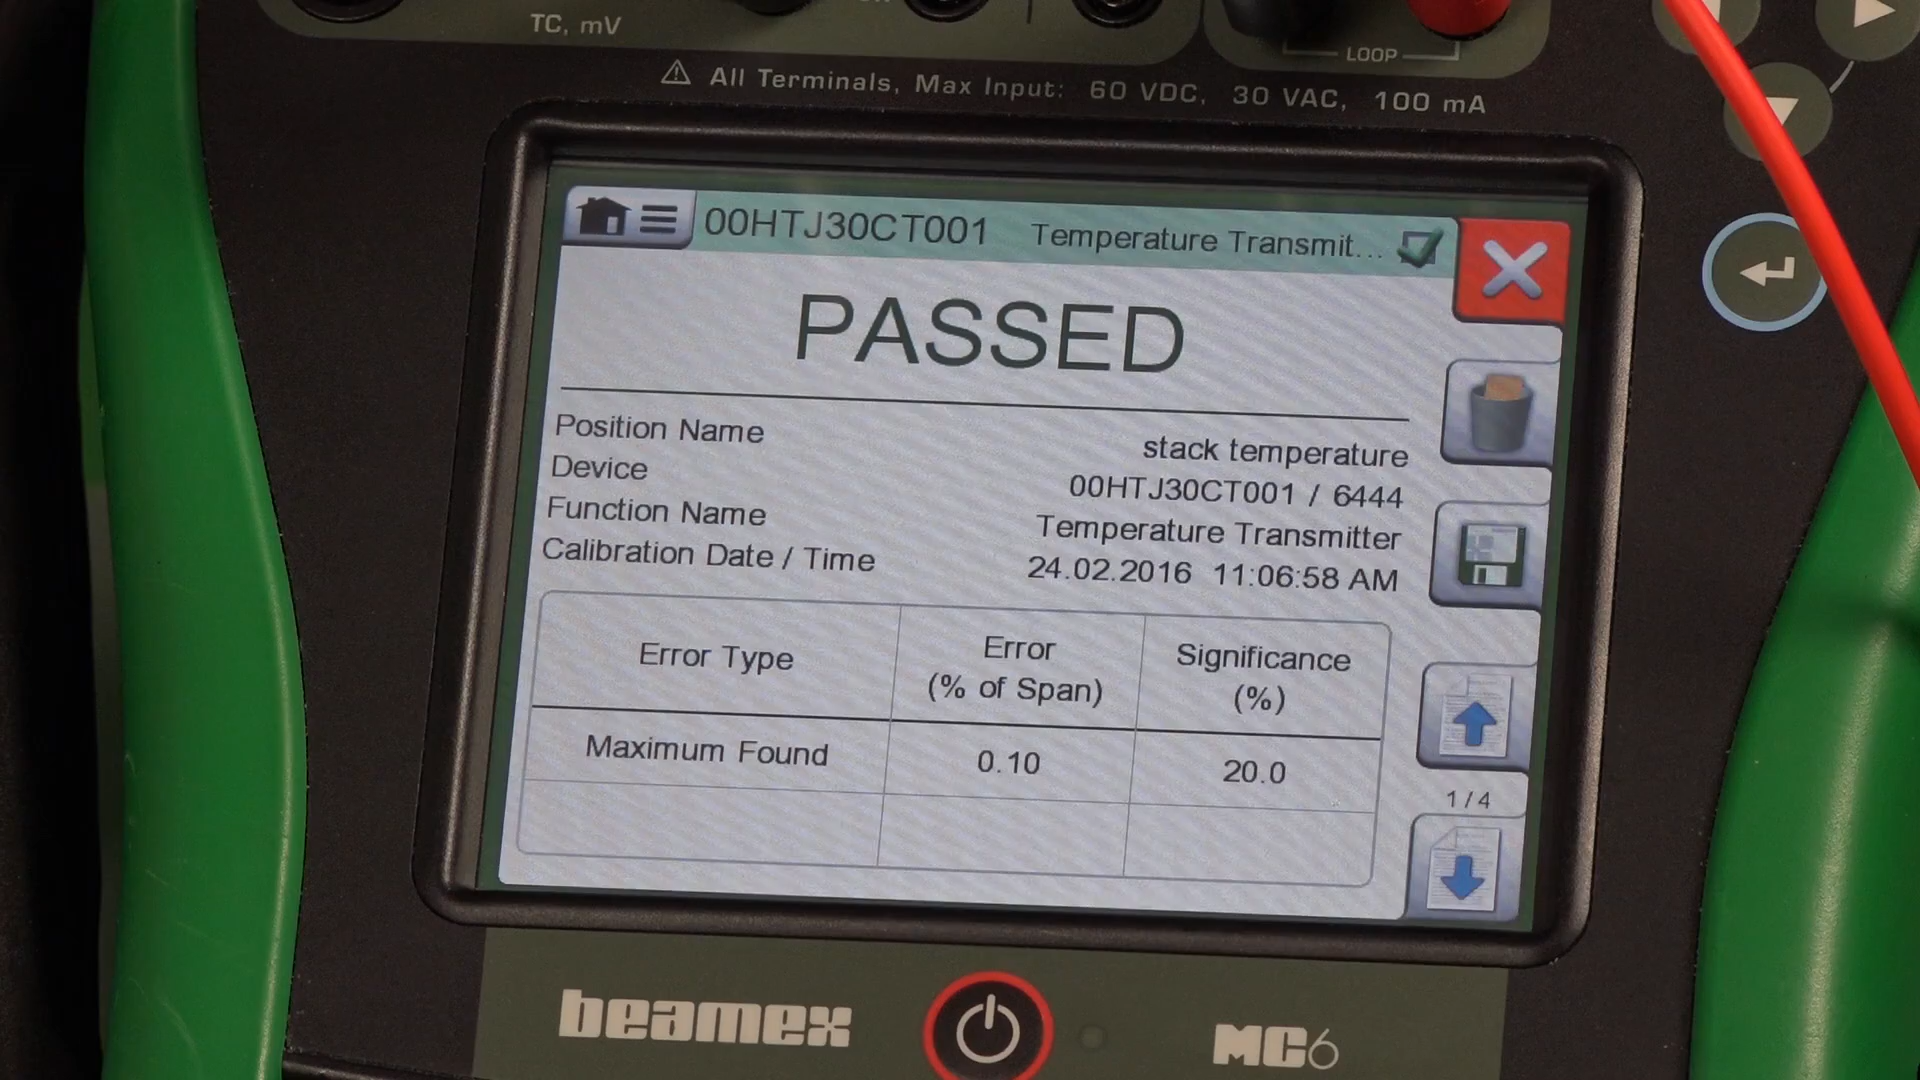 TC, mV
LOOP
All Terminals, Max Input: 60 VDC, 30 VAC, 100 mA
00HTJ30CT001 Temperature Transmit...
PASSED
Position Name stack temperature
Device 00HTJ30CT001 / 6444
Function Name Temperature Transmitter
Calibration Date / Time 24.02.2016 11:06:58 AM
Error Type Error (% of Span) Significance (%)
Maximum Found 0.10 20.0
1 / 4
beamex MC6